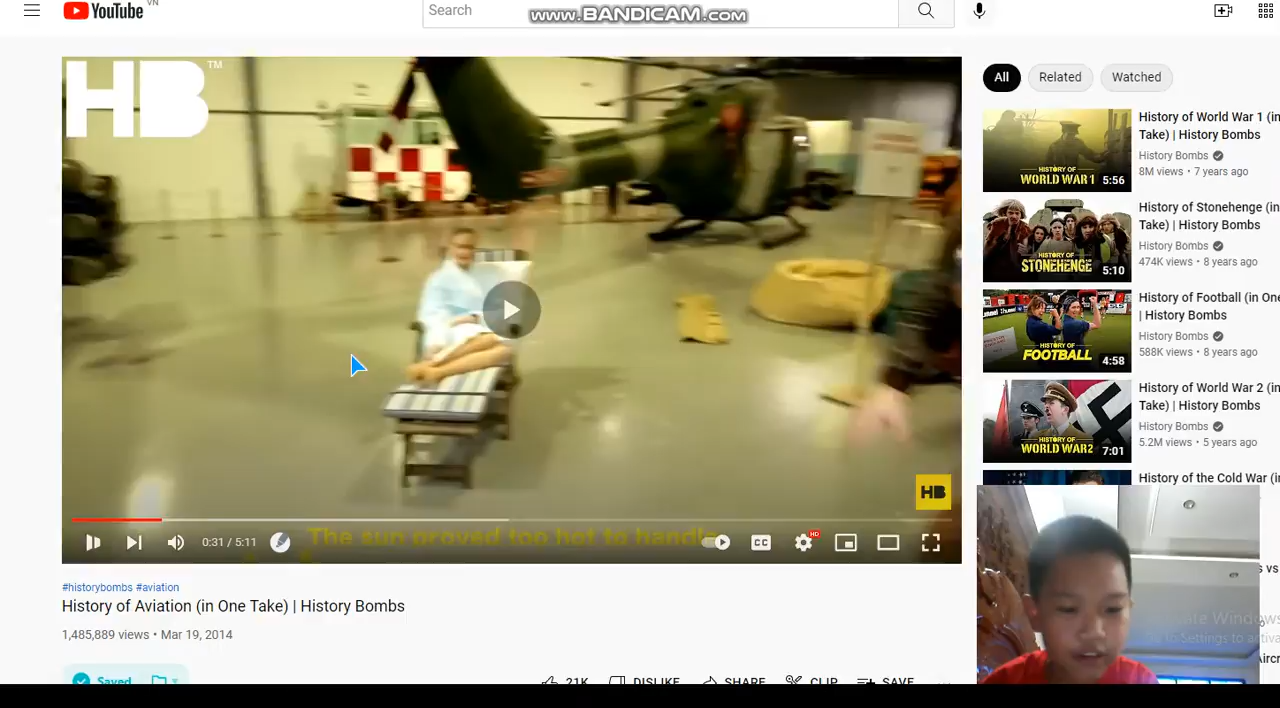 YouTube VN
Search
www.BANDICAM.com
HB™
All
Related
Watched
History of World War 1 (in
Take) | History Bombs
History Bombs
8M views • 7 years ago
HISTORY OF
WORLD WAR 1
5:56
History of Stonehenge (in
Take) | History Bombs
History Bombs
474K views • 8 years ago
HISTORY OF
STONEHENGE
5:10
History of Football (in One
| History Bombs
History Bombs
588K views • 8 years ago
HISTORY OF
FOOTBALL
4:58
History of World War 2 (in
Take) | History Bombs
History Bombs
5.2M views • 5 years ago
HISTORY OF
WORLD WAR2
7:01
History of the Cold War (in
HB
The sun proved too hot to handle
0:31 / 5:11
CC
HD
#historybombs #aviation
History of Aviation (in One Take) | History Bombs
1,485,889 views • Mar 19, 2014
Saved
21K
DISLIKE
SHARE
CLIP
SAVE
s vs